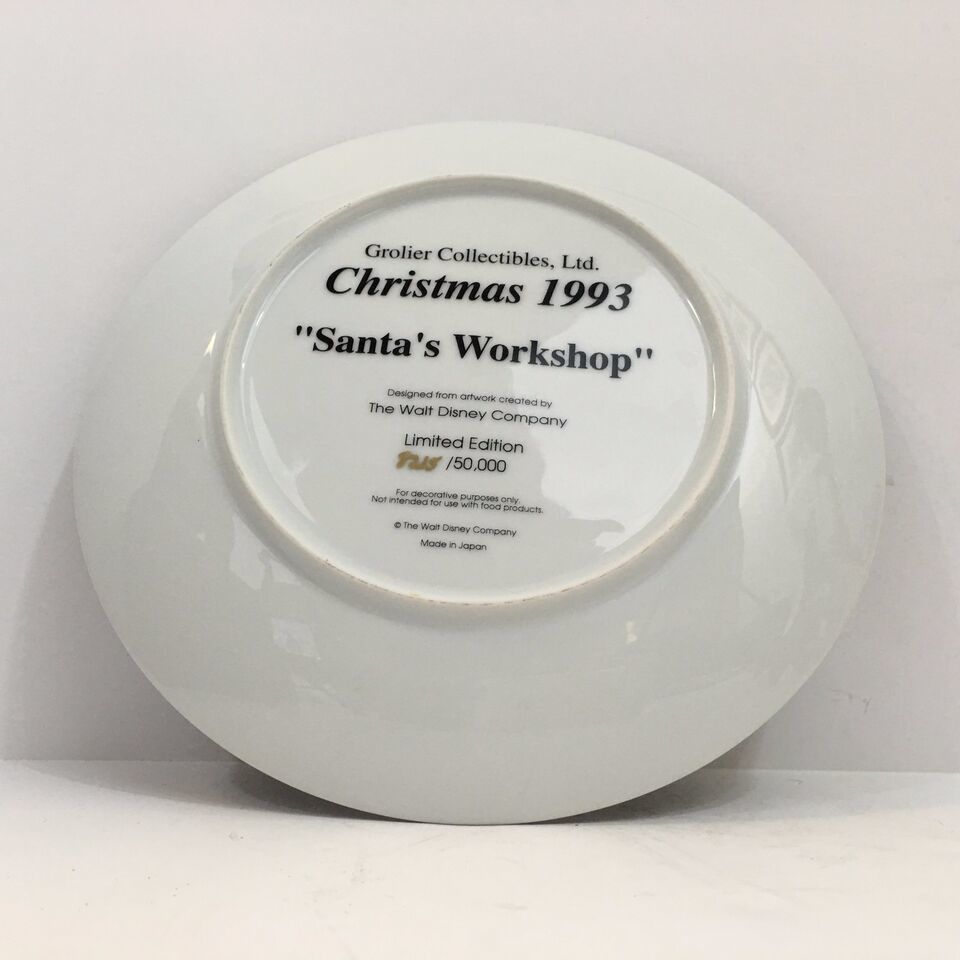 Grolier Collectibles, Ltd.
Christmas 1993
"Santa's Workshop"
Designed from artwork created by
The Walt Disney Company
Limited Edition
/50,000
For decorative purposes only.
Not intended for use with food products.
© The Walt Disney Company
Made in Japan